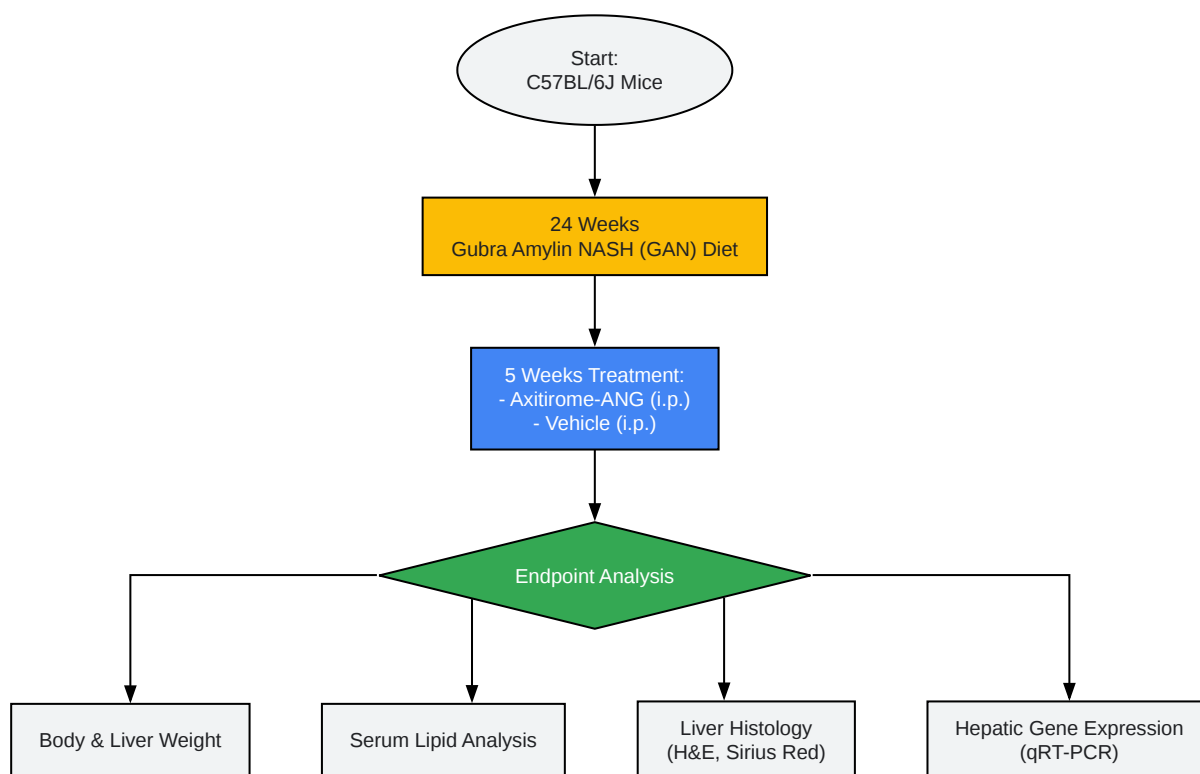 Start:
C57BL/6J Mice
24 Weeks
Gubra Amylin NASH (GAN) Diet
5 Weeks Treatment:
- Axitirome-ANG (i.p.)
- Vehicle (i.p.)
Endpoint Analysis
Body & Liver Weight
Serum Lipid Analysis
Liver Histology
(H&E, Sirius Red)
Hepatic Gene Expression
(qRT-PCR)